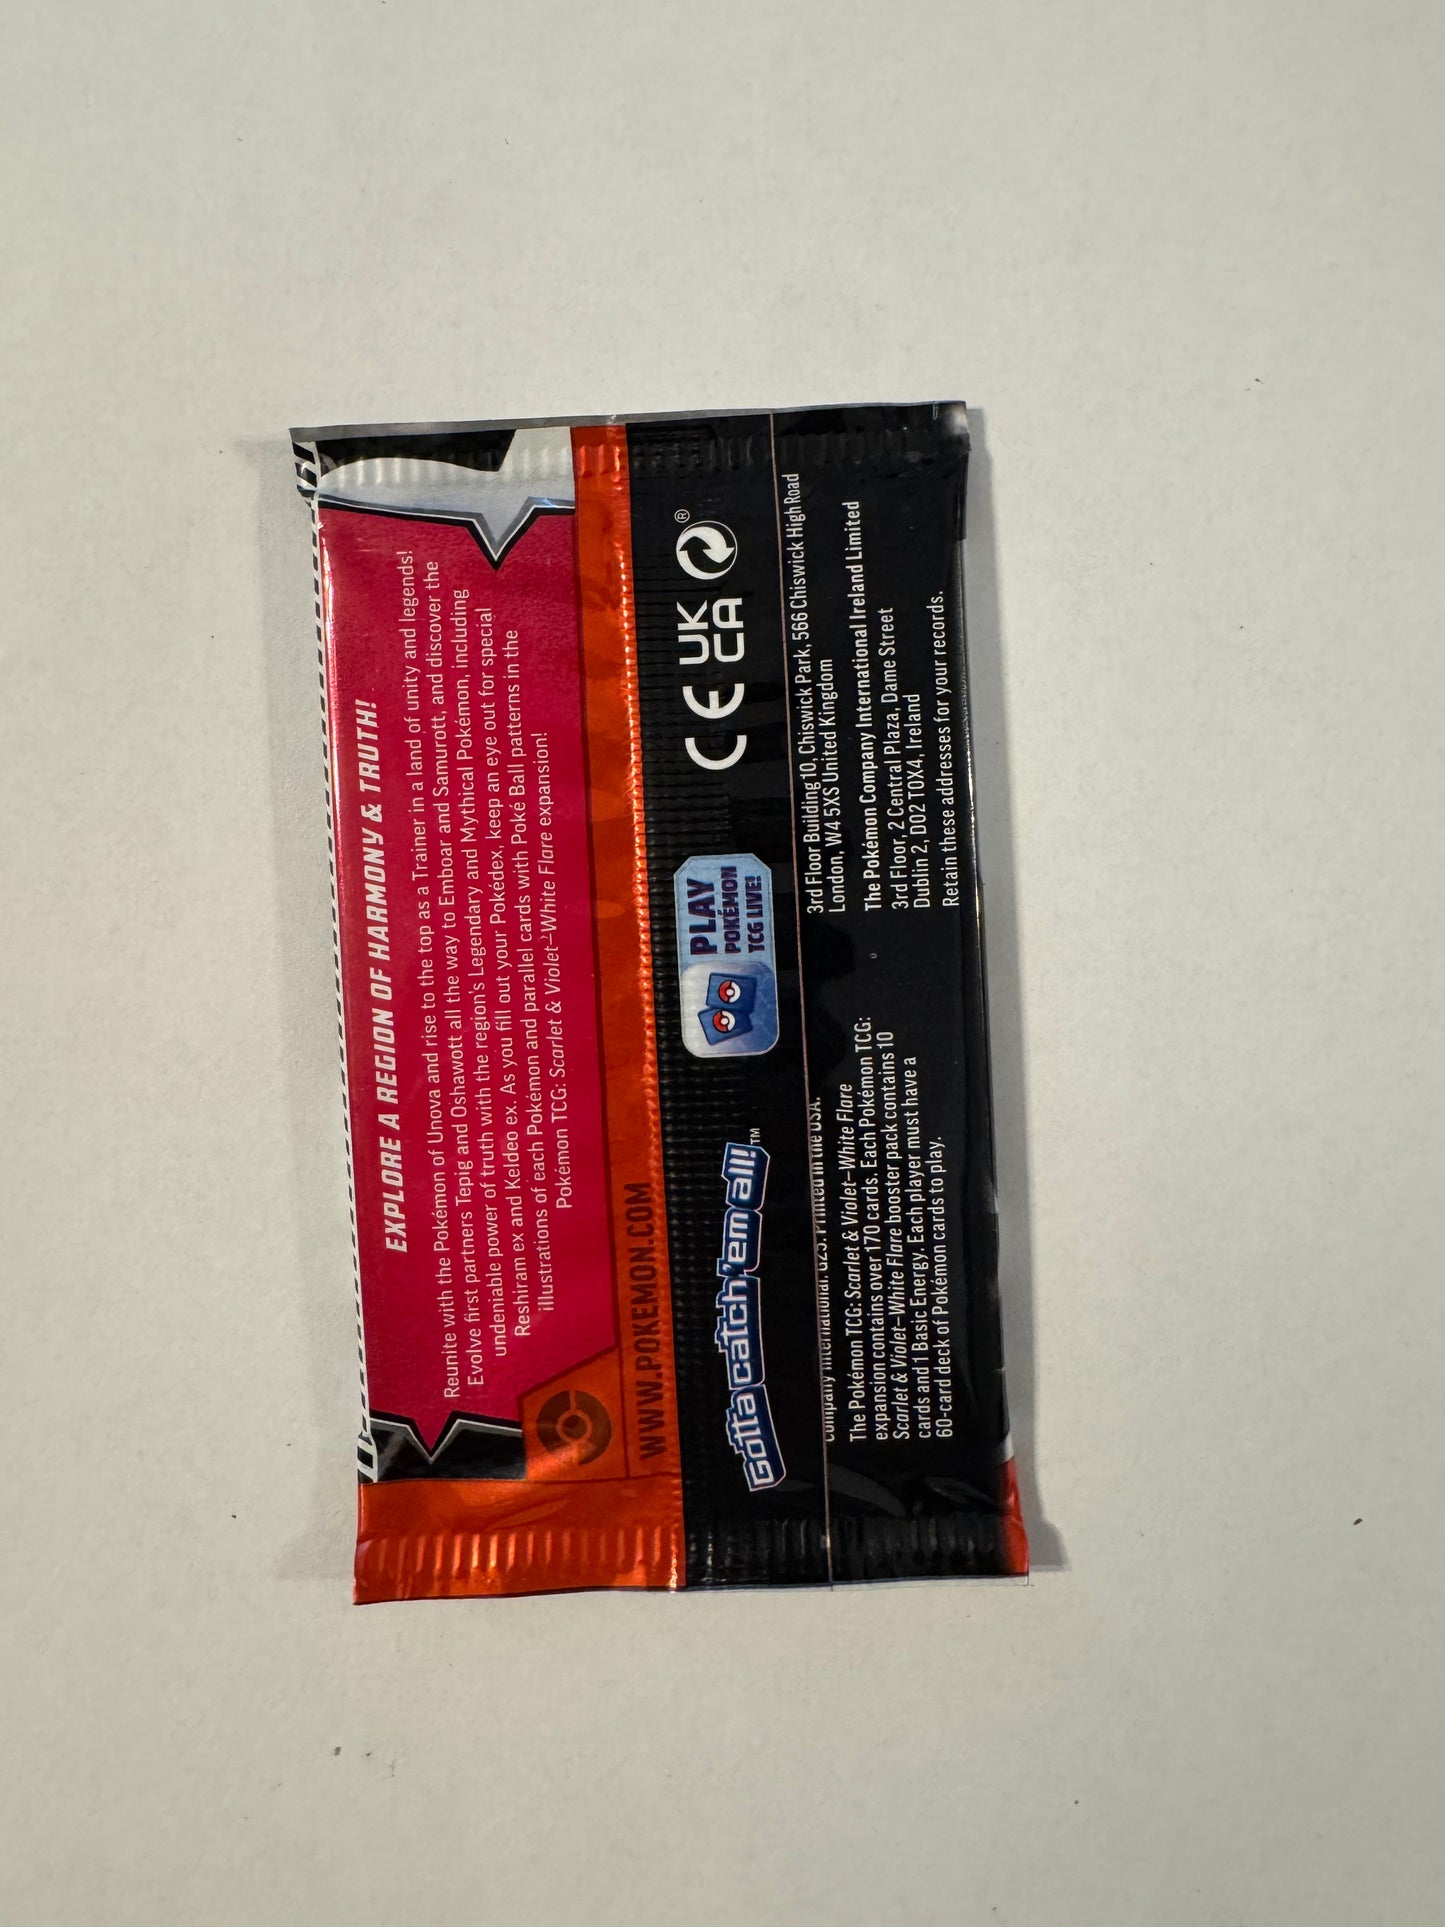 EXPLORE A REGION OF HARMONY & TRUTH!
Reunite with the Pokémon of Unova and rise to the top as a Trainer in a land of unity and legends!
Evolve first partners Tepig and Oshawott all the way to Emboar and Samurott, and discover the
undeniable power of truth with the region's Legendary and Mythical Pokémon, including
Reshiram ex and Keldeo ex. As you fill out your Pokédex, keep an eye out for special
illustrations of each Pokémon and parallel cards with Poké Ball patterns in the
Pokémon TCG: Scarlet & Violet—White Flare expansion!
WWW.POKEMON.COM
Gotta catch 'em all!™
PLAY
POKÉMON
TCG LIVE!
CE
UK
CA
®
Company International. G25. Printed in the USA.
The Pokémon TCG: Scarlet & Violet—White Flare
expansion contains over 170 cards. Each Pokémon TCG:
Scarlet & Violet—White Flare booster pack contains 10
cards and 1 Basic Energy. Each player must have a
60-card deck of Pokémon cards to play.
3rd Floor Building 10, Chiswick Park, 566 Chiswick High Road
London, W4 5XS United Kingdom
The Pokémon Company International Ireland Limited
3rd Floor, 2 Central Plaza, Dame Street
Dublin 2, D02 T0X4, Ireland
Retain these addresses for your records.